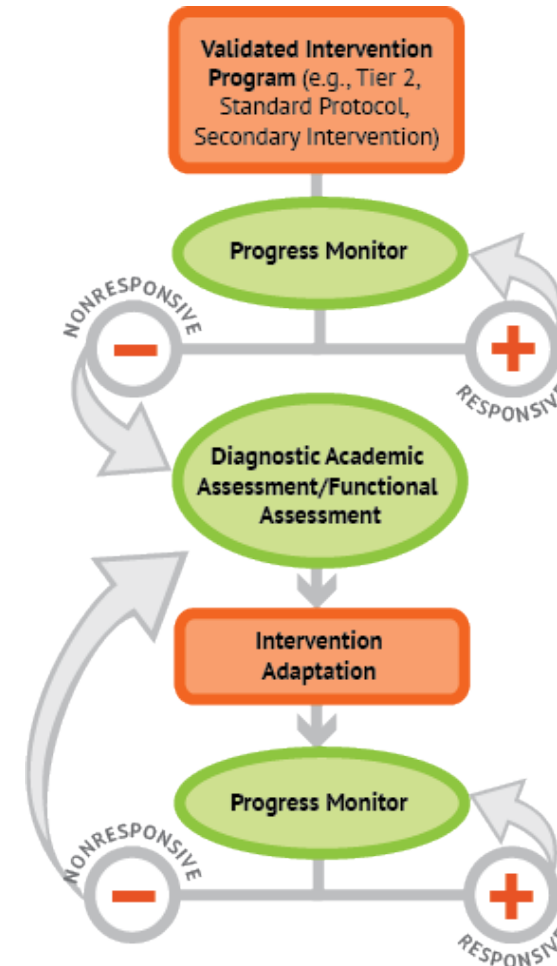 Validated Intervention
Program (e.g., Tier 2,
Standard Protocol,
Secondary Intervention)
Progress Monitor
NONRESPONSIVE
RESPONSIVE
Diagnostic Academic
Assessment/Functional
Assessment
Intervention
Adaptation
Progress Monitor
NONRESPONSIVE
RESPONSIVE